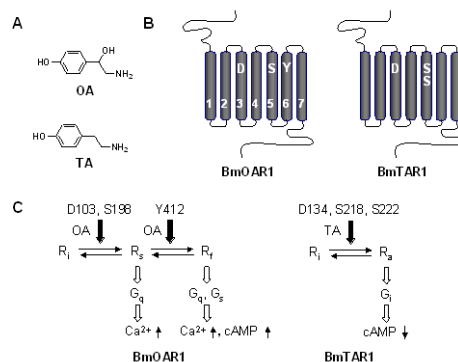 A
B
OH
HO
NH₂
OA
HO
NH₂
TA
D S Y
1 2 3 4 5 6 7
BmOAR1
D S
S
BmTAR1
C
D103, S198 Y412
OA OA
Ri Rs Rf
Gq Gq, Gs
Ca²⁺ ↑ Ca²⁺ ↑, cAMP ↑
BmOAR1
D134, S218, S222
TA
Ri Ra
Gi
cAMP ↓
BmTAR1